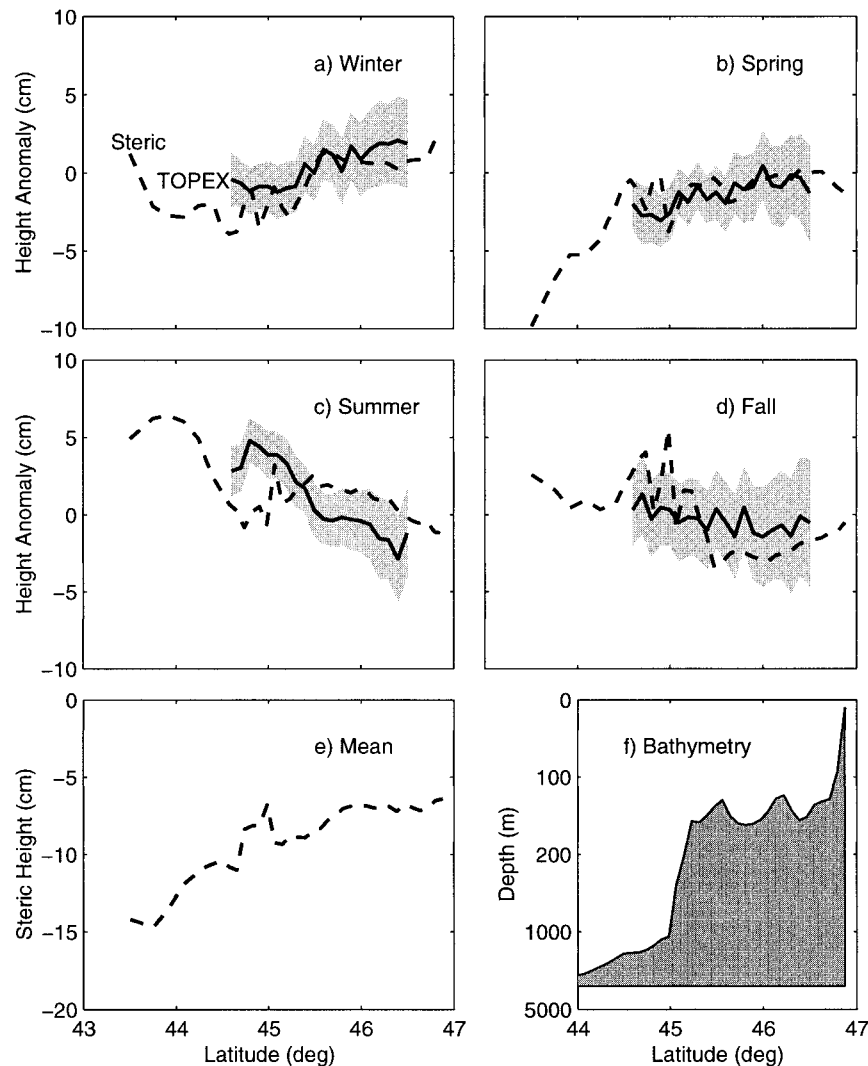 10
5
0
−5
−10
Height Anomaly (cm)
a) Winter
Steric
TOPEX
b) Spring
10
5
0
−5
−10
Height Anomaly (cm)
c) Summer
d) Fall
0
−5
−10
−15
−20
Steric Height (cm)
e) Mean
43
44
45
46
47
Latitude (deg)
0
100
200
1000
5000
Depth (m)
f) Bathymetry
44
45
46
47
Latitude (deg)